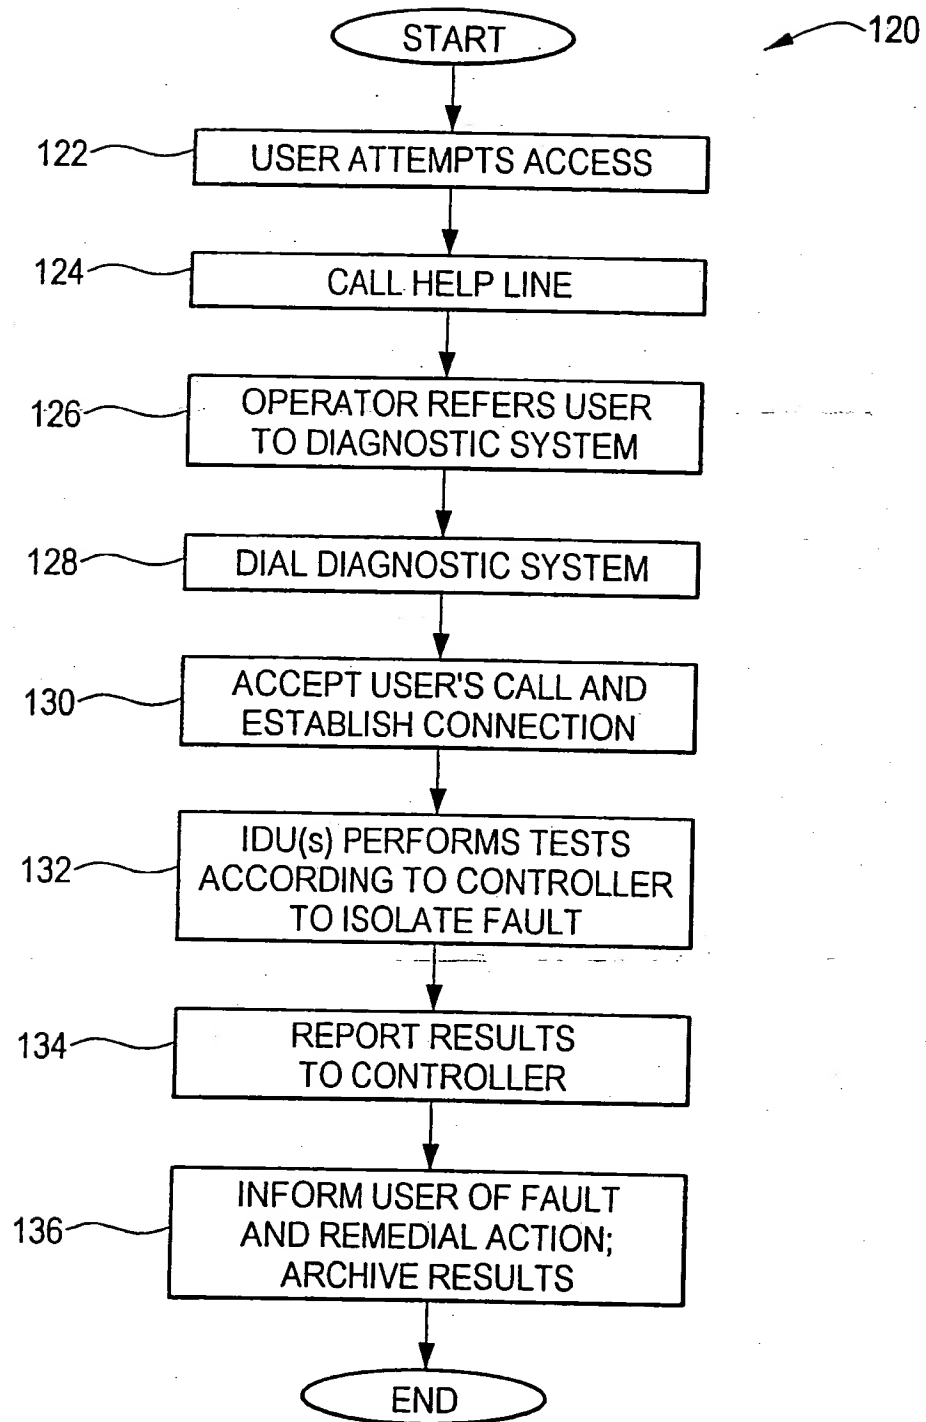 START
120
122
USER ATTEMPTS ACCESS
124
CALL HELP LINE
126
OPERATOR REFERS USER
TO DIAGNOSTIC SYSTEM
128
DIAL DIAGNOSTIC SYSTEM
130
ACCEPT USER'S CALL AND
ESTABLISH CONNECTION
132
IDU(s) PERFORMS TESTS
ACCORDING TO CONTROLLER
TO ISOLATE FAULT
134
REPORT RESULTS
TO CONTROLLER
136
INFORM USER OF FAULT
AND REMEDIAL ACTION;
ARCHIVE RESULTS
END